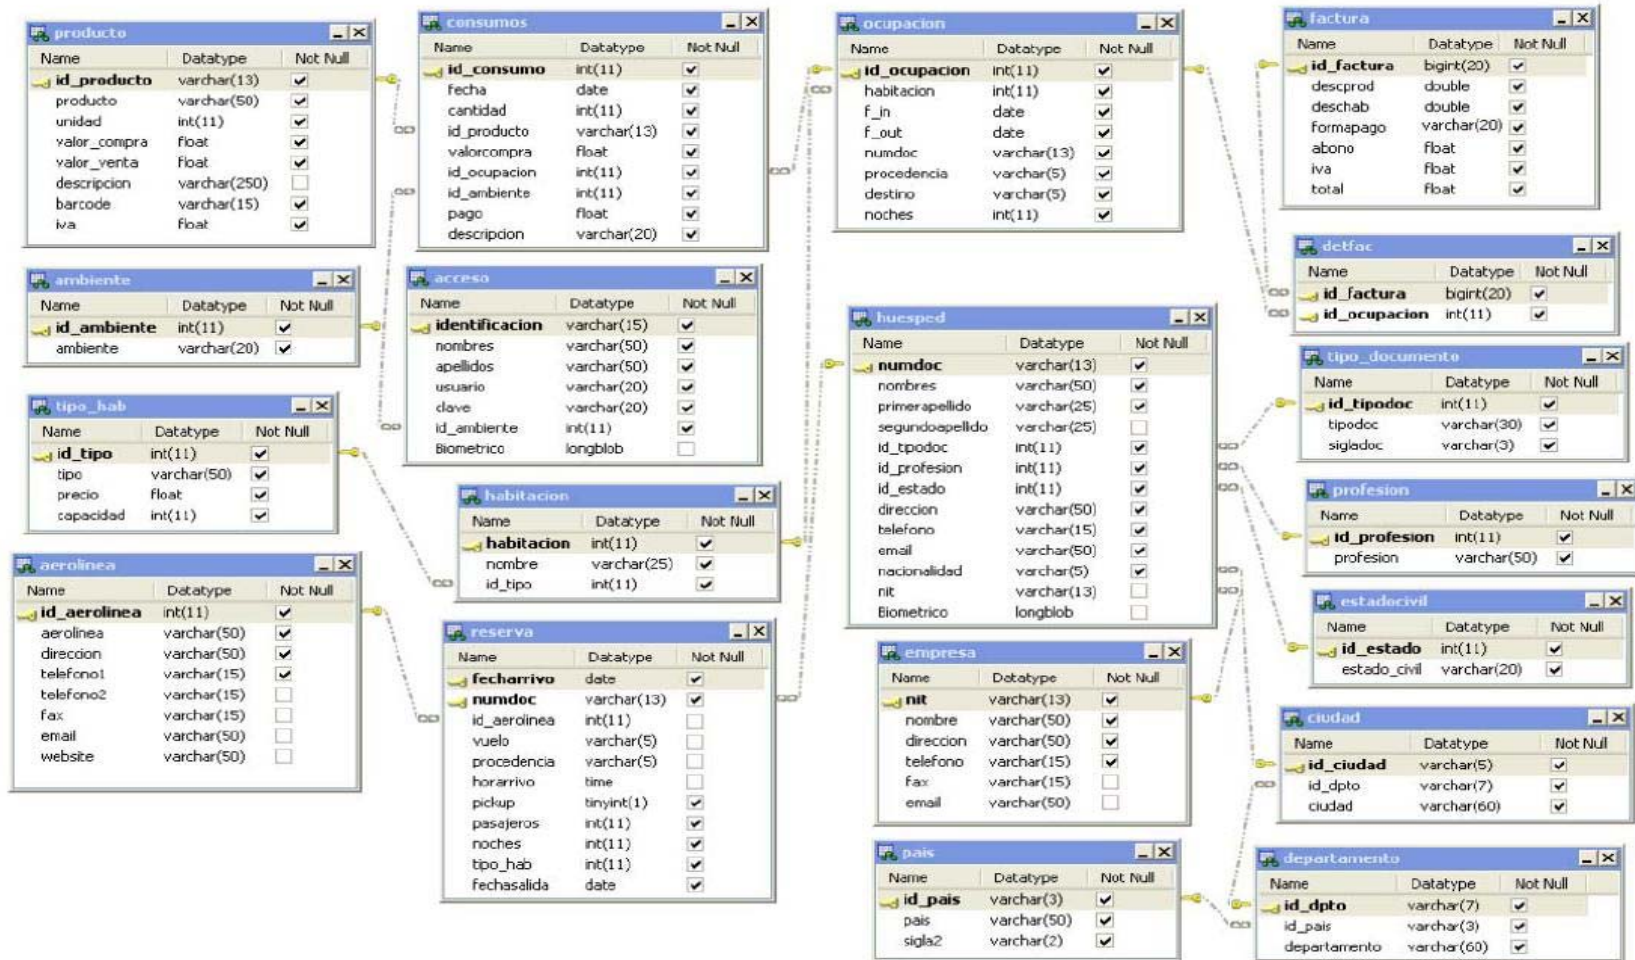 producto
Name Datatype Not Null
id_producto varchar(13)
producto varchar(50)
unidad int(11)
valor_compra float
valor_venta float
descripcion varchar(250)
barcode varchar(15)
iva float
consumos
Name Datatype Not Null
id_consumo int(11)
fecha date
cantidad int(11)
id_producto varchar(13)
valorcompra float
id_ocupacion int(11)
id_ambiente int(11)
pago float
descripcion varchar(20)
ocupacion
Name Datatype Not Null
id_ocupacion int(11)
habitacion int(11)
f_in date
f_out date
numdoc varchar(13)
procedencia varchar(5)
destino varchar(5)
noches int(11)
factura
Name Datatype Not Null
id_factura bigint(20)
descprod double
deschab double
formapago varchar(20)
abono float
iva float
total float
detfac
Name Datatype Not Null
id_factura bigint(20)
id_ocupacion int(11)
ambiente
Name Datatype Not Null
id_ambiente int(11)
ambiente varchar(20)
acceso
Name Datatype Not Null
identificacion varchar(15)
nombres varchar(50)
apellidos varchar(50)
usuario varchar(20)
clave varchar(20)
id_ambiente int(11)
Biometrico longblob
huesped
Name Datatype Not Null
numdoc varchar(13)
nombres varchar(50)
primerapellido varchar(25)
segundoapellido varchar(25)
id_tipodoc int(11)
id_profesion int(11)
id_estado int(11)
direccion varchar(50)
telefono varchar(15)
email varchar(50)
nacionalidad varchar(5)
nit varchar(13)
Biometrico longblob
tipo_documento
Name Datatype Not Null
id_tipodoc int(11)
tipodoc varchar(30)
sigladoc varchar(3)
tipo_hab
Name Datatype Not Null
id_tipo int(11)
tipo varchar(50)
precio float
capacidad int(11)
habitacion
Name Datatype Not Null
habitacion int(11)
nombre varchar(25)
id_tipo int(11)
profesion
Name Datatype Not Null
id_profesion int(11)
profesion varchar(50)
aerolinea
Name Datatype Not Null
id_aerolinea int(11)
aerolinea varchar(50)
direccion varchar(50)
telefono1 varchar(15)
telefono2 varchar(15)
fax varchar(15)
email varchar(50)
website varchar(50)
reserva
Name Datatype Not Null
fecharrivo date
numdoc varchar(13)
id_aerolinea int(11)
vuelo varchar(5)
procedencia varchar(5)
horarrivo time
pickup tinyint(1)
pasajeros int(11)
noches int(11)
tipo_hab int(11)
fechasalida date
empresa
Name Datatype Not Null
nit varchar(13)
nombre varchar(50)
direccion varchar(50)
telefono varchar(15)
fax varchar(15)
email varchar(50)
estadocivil
Name Datatype Not Null
id_estado int(11)
estado_civil varchar(20)
ciudad
Name Datatype Not Null
id_ciudad varchar(5)
id_dpto varchar(7)
ciudad varchar(60)
pais
Name Datatype Not Null
id_pais varchar(3)
pais varchar(50)
sigla2 varchar(2)
departamento
Name Datatype Not Null
id_dpto varchar(7)
id_pais varchar(3)
departamento varchar(60)